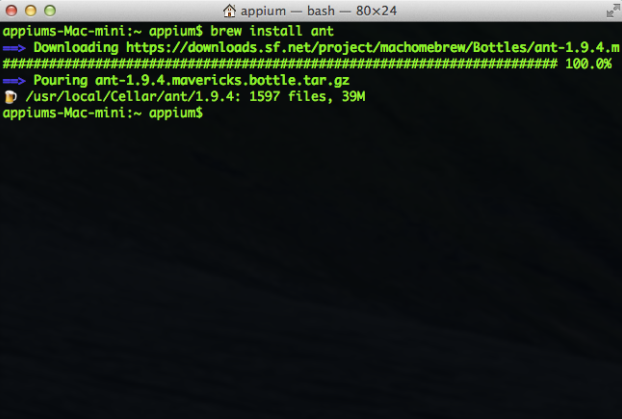 appium — bash — 80×24
appiums-Mac-mini:~ appium$ brew install ant
==> Downloading https://downloads.sf.net/project/machomebrew/Bottles/ant-1.9.4.m
######################################################################## 100.0%
==> Pouring ant-1.9.4.mavericks.bottle.tar.gz
🍺 /usr/local/Cellar/ant/1.9.4: 1597 files, 39M
appiums-Mac-mini:~ appium$